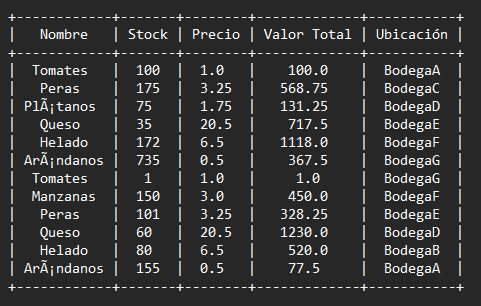 +------------+-------+--------+-------------+-----------+
|   Nombre   | Stock | Precio | Valor Total | Ubicación |
+------------+-------+--------+-------------+-----------+
|  Tomates   |  100  |  1.0   |    100.0    |  BodegaA  |
|   Peras    |  175  |  3.25  |   568.75    |  BodegaC  |
| PlÃ¡tanos  |   75  |  1.75  |   131.25    |  BodegaD  |
|   Queso    |   35  |  20.5  |    717.5    |  BodegaE  |
|   Helado   |  172  |  6.5   |   1118.0    |  BodegaF  |
| ArÃ¡ndanos |  735  |  0.5   |    367.5    |  BodegaG  |
|  Tomates   |   1   |  1.0   |     1.0     |  BodegaG  |
|  Manzanas  |  150  |  3.0   |    450.0    |  BodegaF  |
|   Peras    |  101  |  3.25  |   328.25    |  BodegaE  |
|   Queso    |   60  |  20.5  |   1230.0    |  BodegaD  |
|   Helado   |   80  |  6.5   |    520.0    |  BodegaB  |
| ArÃ¡ndanos |  155  |  0.5   |    77.5     |  BodegaA  |
+------------+-------+--------+-------------+-----------+